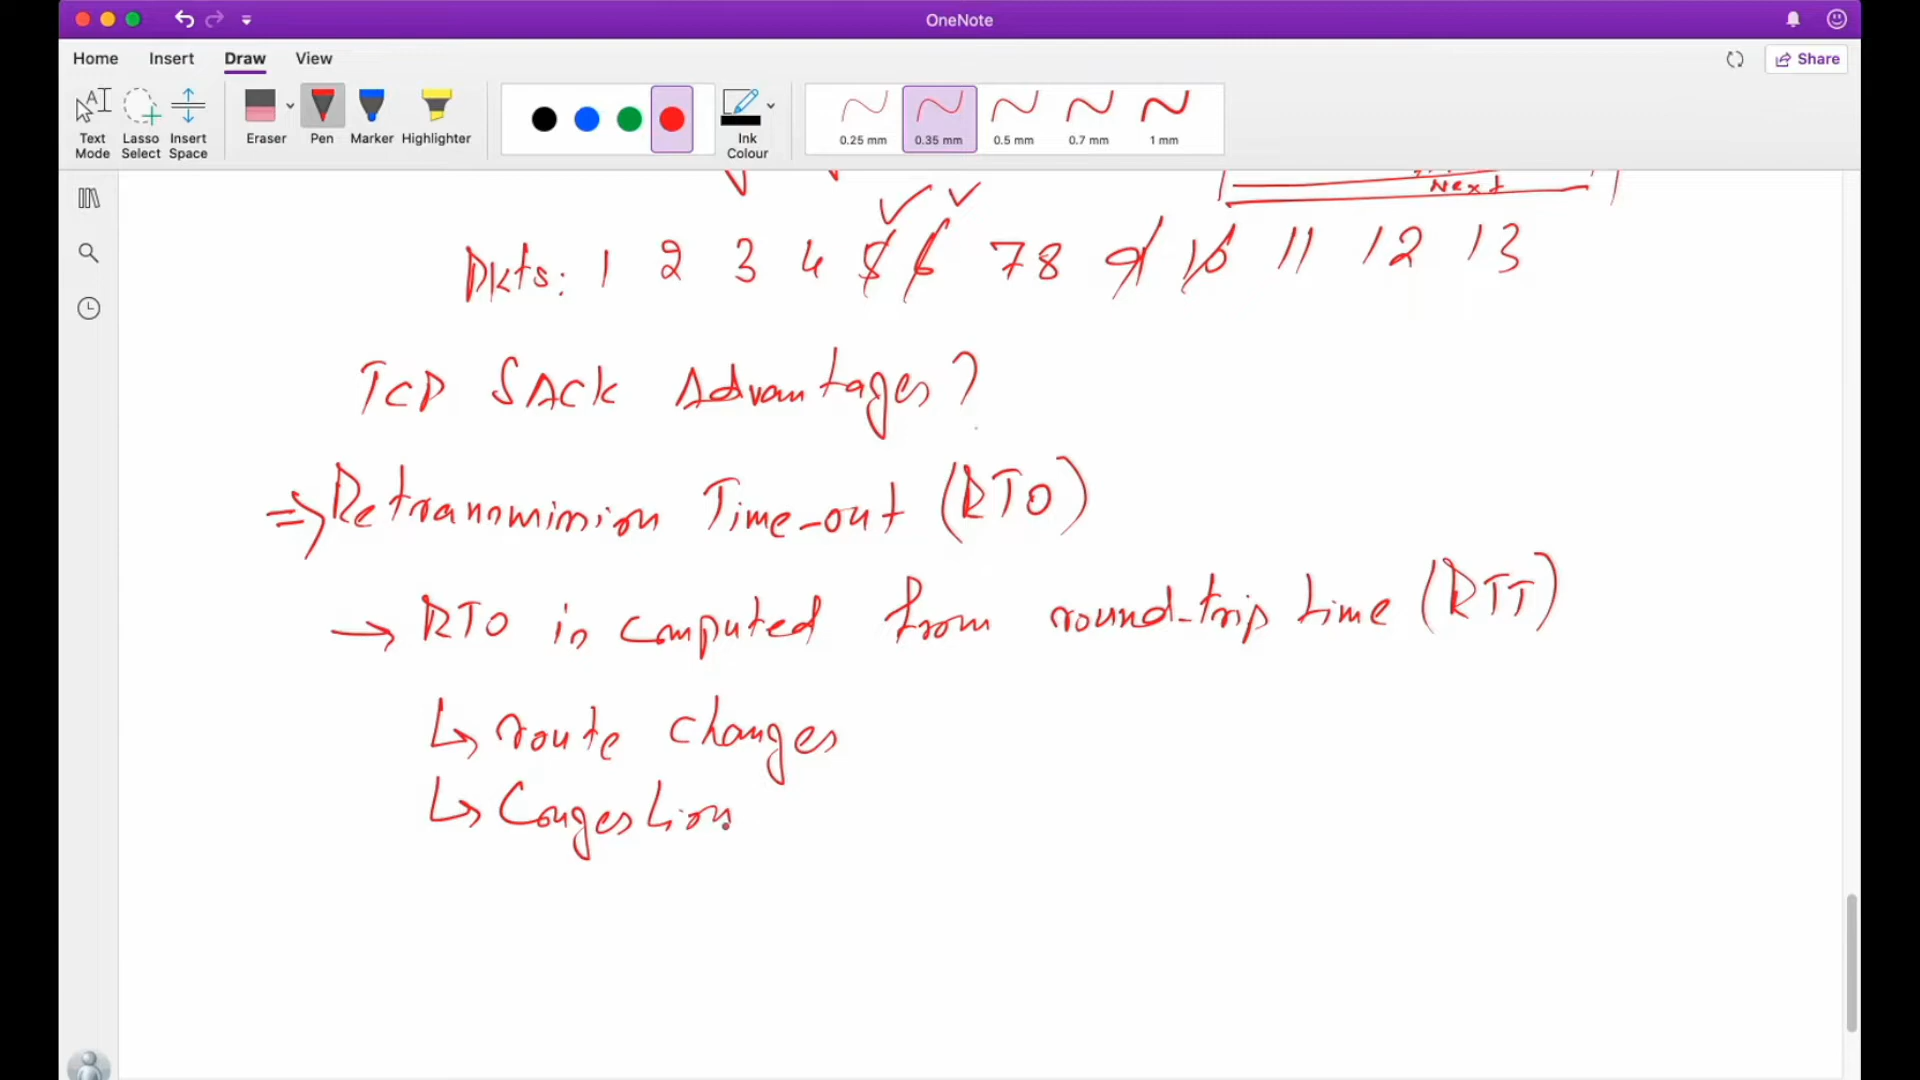 OneNote
Home Insert Draw View Share
Text Mode Lasso Select Insert Space Eraser Pen Marker Highlighter Ink Colour 0.25 mm 0.35 mm 0.5 mm 0.7 mm 1 mm
Next
Pkts: 1 2 3 4 5 6 7 8 9 10 11 12 13
TCP SACK Advantages?
⇒ Retransmission Time-out (RTO)
→ RTO is computed from round-trip time (RTT)
↳ route changes
↳ Congestion